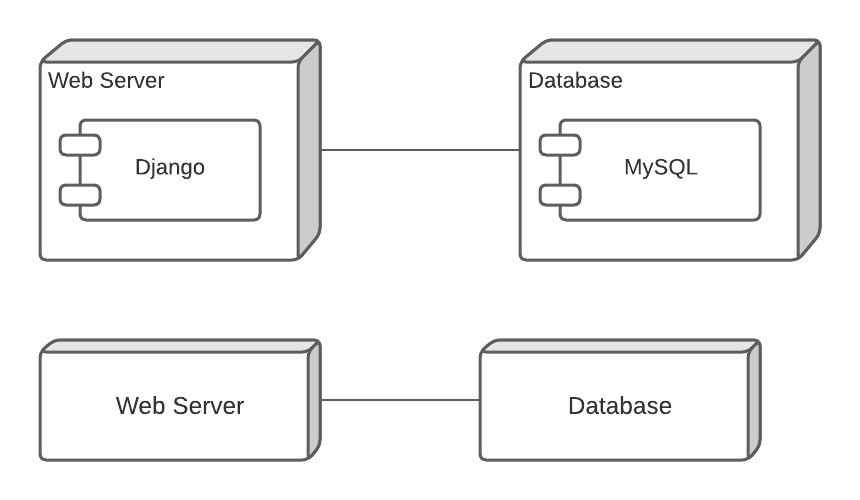 Web Server
Database
Django
MySQL
Web Server
Database